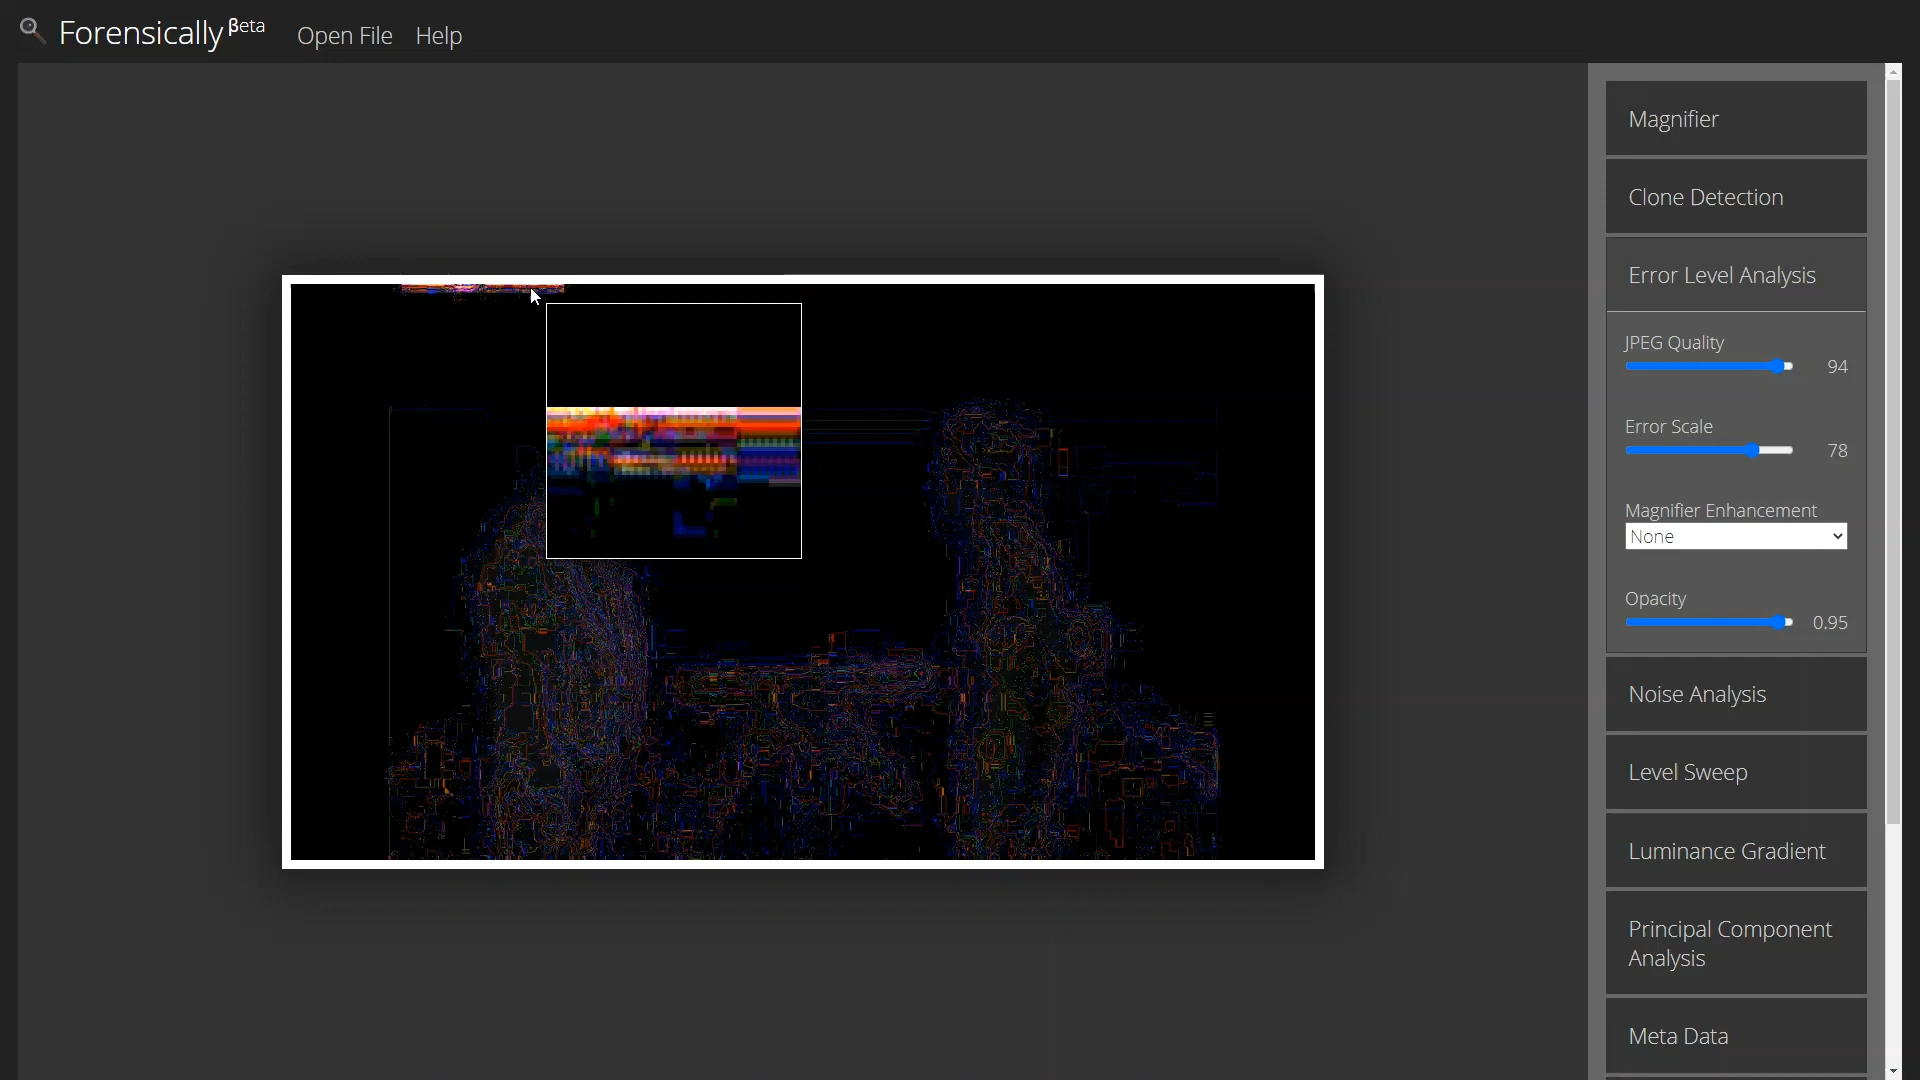 Forensically βeta Open File Help
Magnifier
Clone Detection
Error Level Analysis
JPEG Quality
94
Error Scale
78
Magnifier Enhancement
None
Opacity
0.95
Noise Analysis
Level Sweep
Luminance Gradient
Principal Component
Analysis
Meta Data